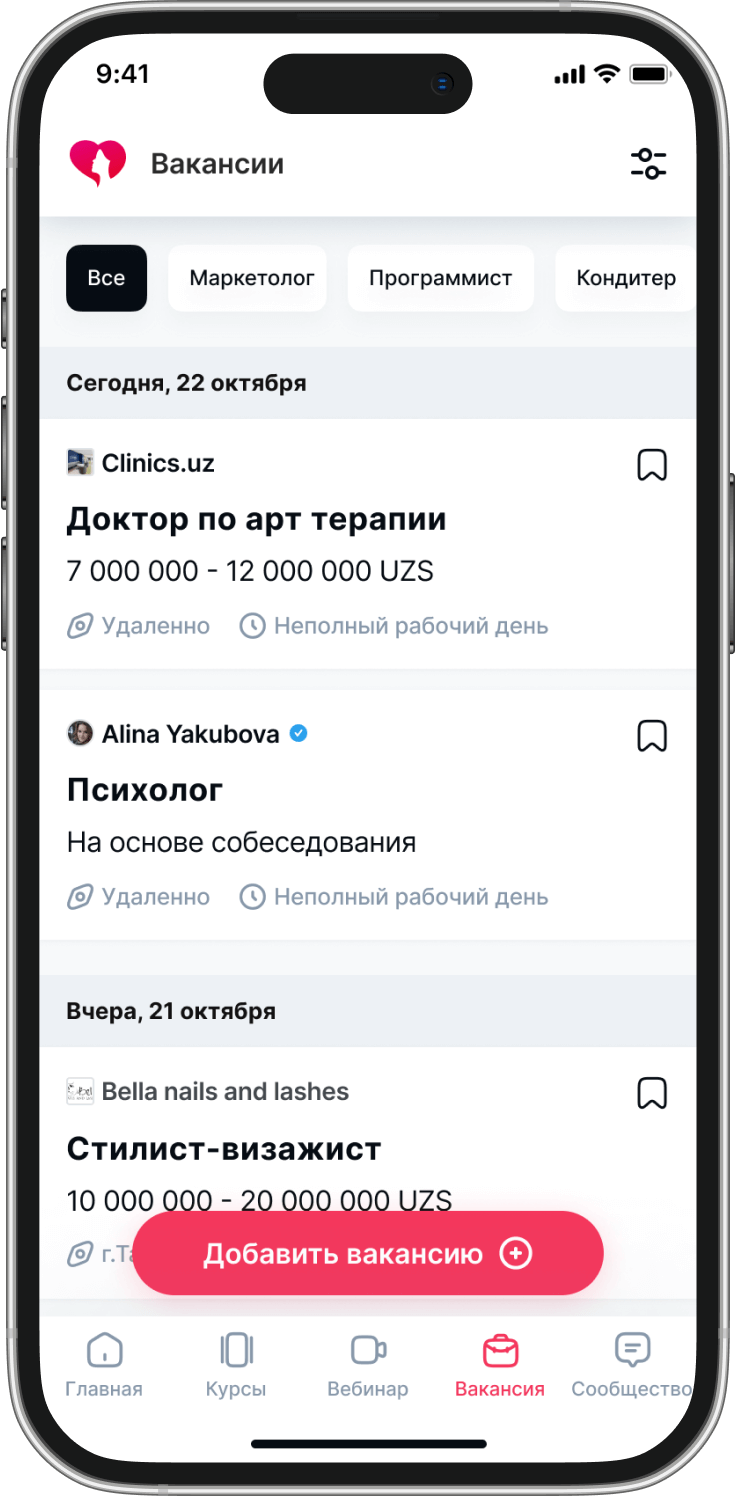 9:41
Вакансии
Все Маркетолог Программист Кондитер
Сегодня, 22 октября
Clinics.uz
Доктор по арт терапии
7 000 000 - 12 000 000 UZS
Удаленно Неполный рабочий день
Alina Yakubova
Психолог
На основе собеседования
Удаленно Неполный рабочий день
Вчера, 21 октября
Bella nails and lashes
Стилист-визажист
10 000 000 - 20 000 000 UZS
Добавить вакансию
Главная Курсы Вебинар Вакансия Сообщество